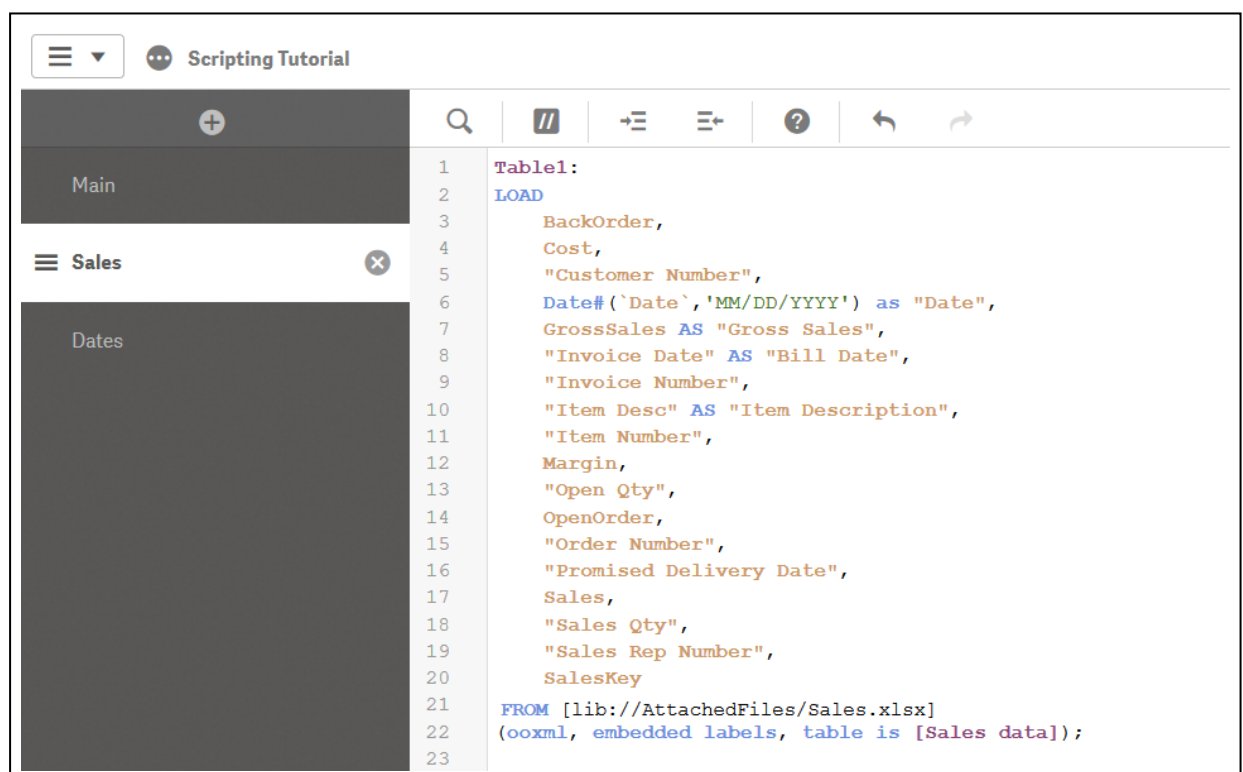 Scripting Tutorial
Main
Sales
Dates
1 Table1:
2 LOAD
3 BackOrder,
4 Cost,
5 "Customer Number",
6 Date#(`Date`,'MM/DD/YYYY') as "Date",
7 GrossSales AS "Gross Sales",
8 "Invoice Date" AS "Bill Date",
9 "Invoice Number",
10 "Item Desc" AS "Item Description",
11 "Item Number",
12 Margin,
13 "Open Qty",
14 OpenOrder,
15 "Order Number",
16 "Promised Delivery Date",
17 Sales,
18 "Sales Qty",
19 "Sales Rep Number",
20 SalesKey
21 FROM [lib://AttachedFiles/Sales.xlsx]
22 (ooxml, embedded labels, table is [Sales data]);
23